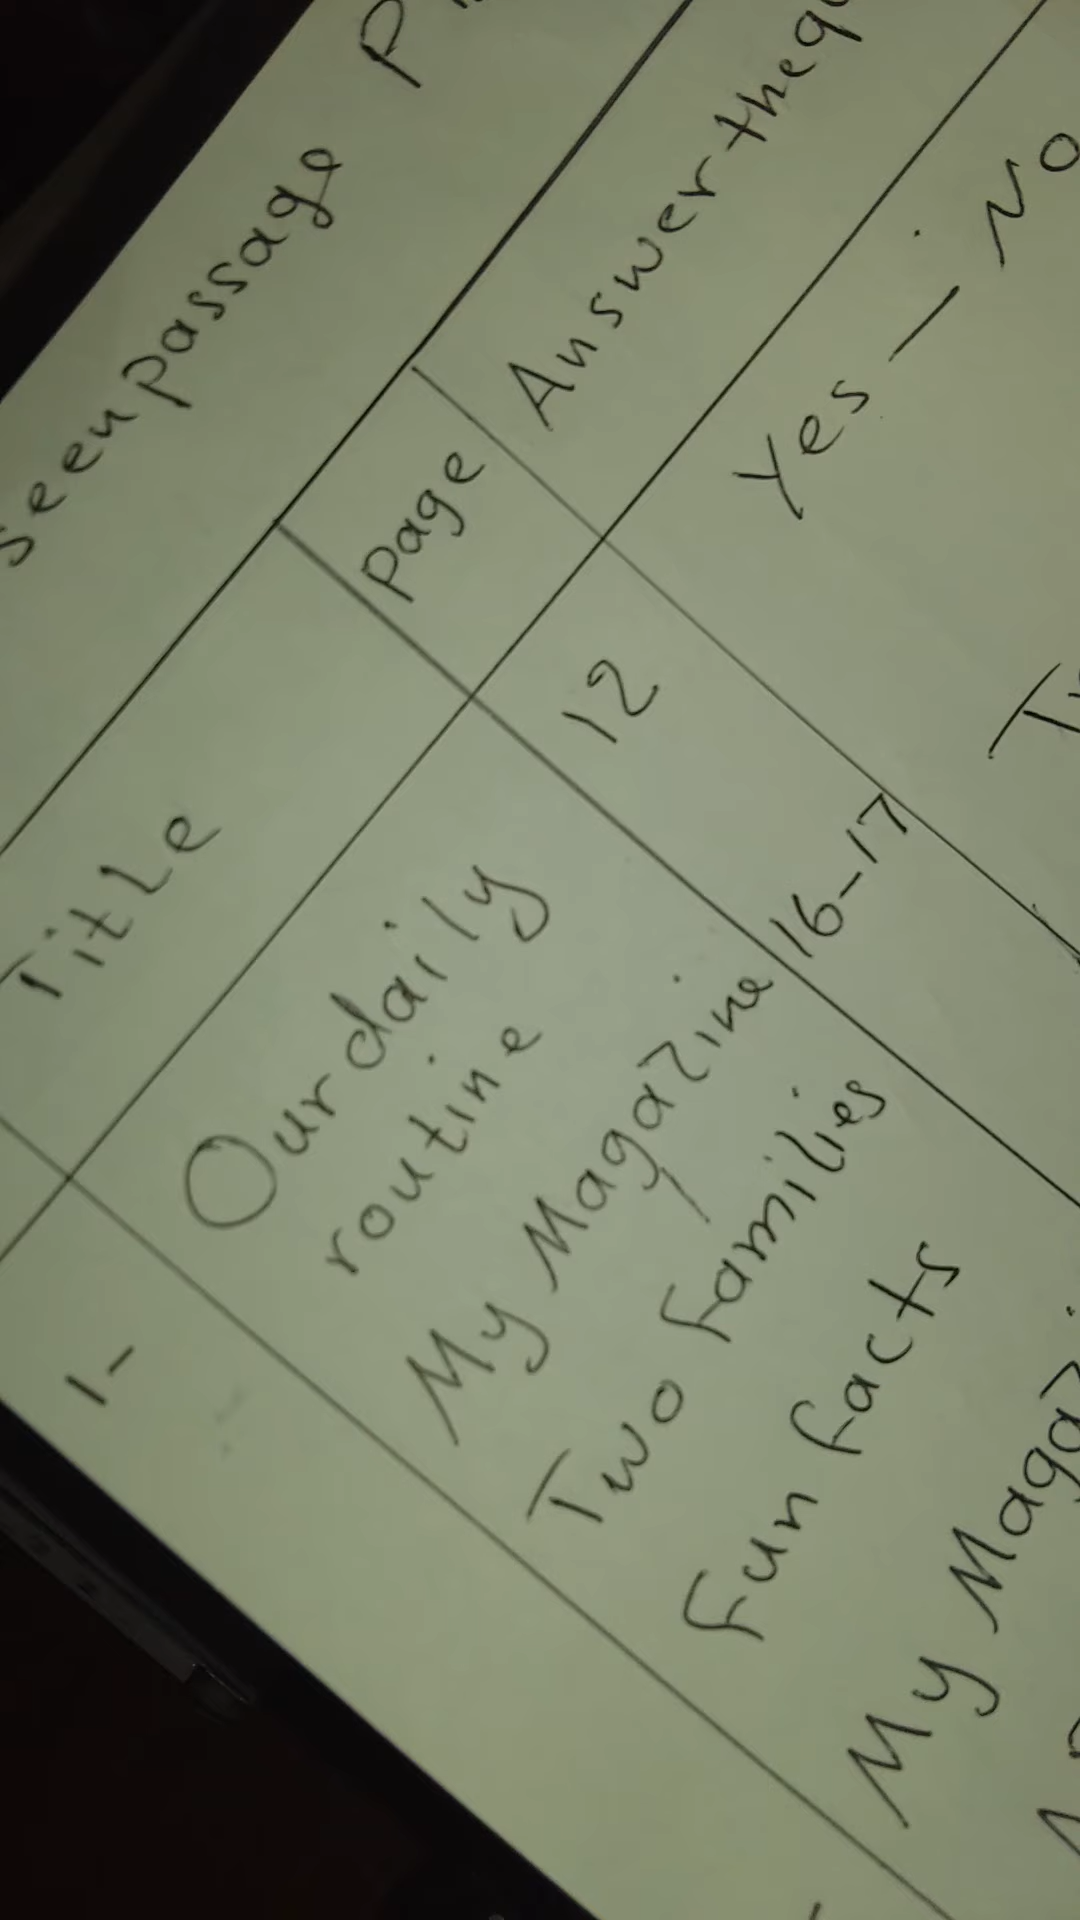 Seen passage
Title Page Answer the
1- Our daily routine 12 Yes - No
My Magazine 16-17
Two families
fun facts
My